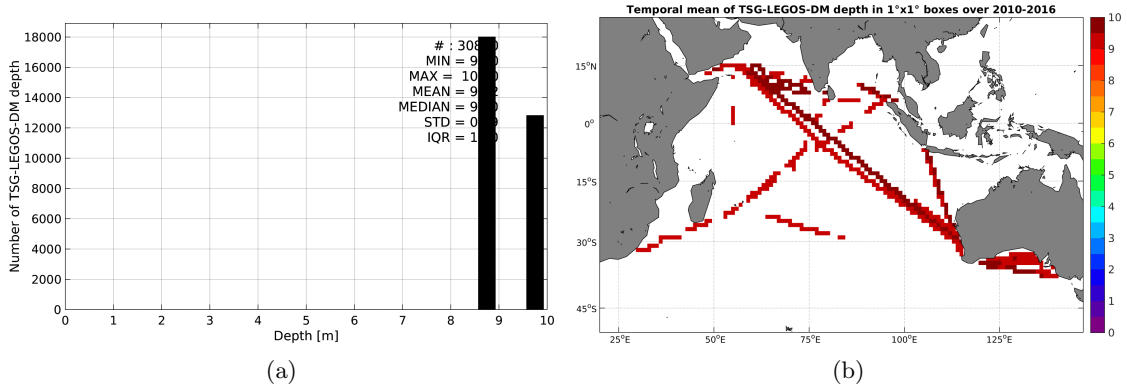 Number of TSG-LEGOS-DM depth
18000
16000
14000
12000
10000
8000
6000
4000
2000
0
# : 308
MIN = 9
MAX = 10
MEAN = 9
MEDIAN = 9
STD = 0
IQR = 1
0 1 2 3 4 5 6 7 8 9 10
Depth [m]
(a)
Temporal mean of TSG-LEGOS-DM depth in 1°x1° boxes over 2010-2016
15°N
0°
15°S
30°S
45°S
25°E 50°E 75°E 100°E 125°E
10
9
8
7
6
5
4
3
2
1
0
(b)